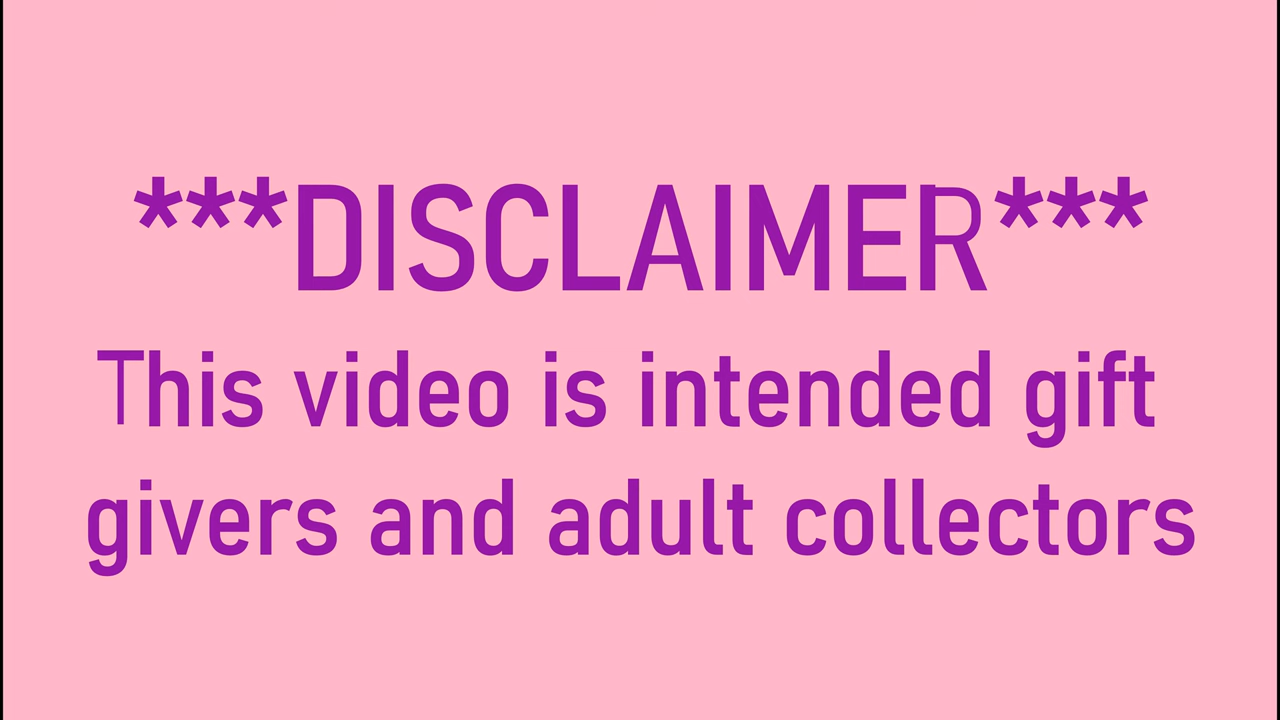 ***DISCLAIMER***
This video is intended gift
givers and adult collectors